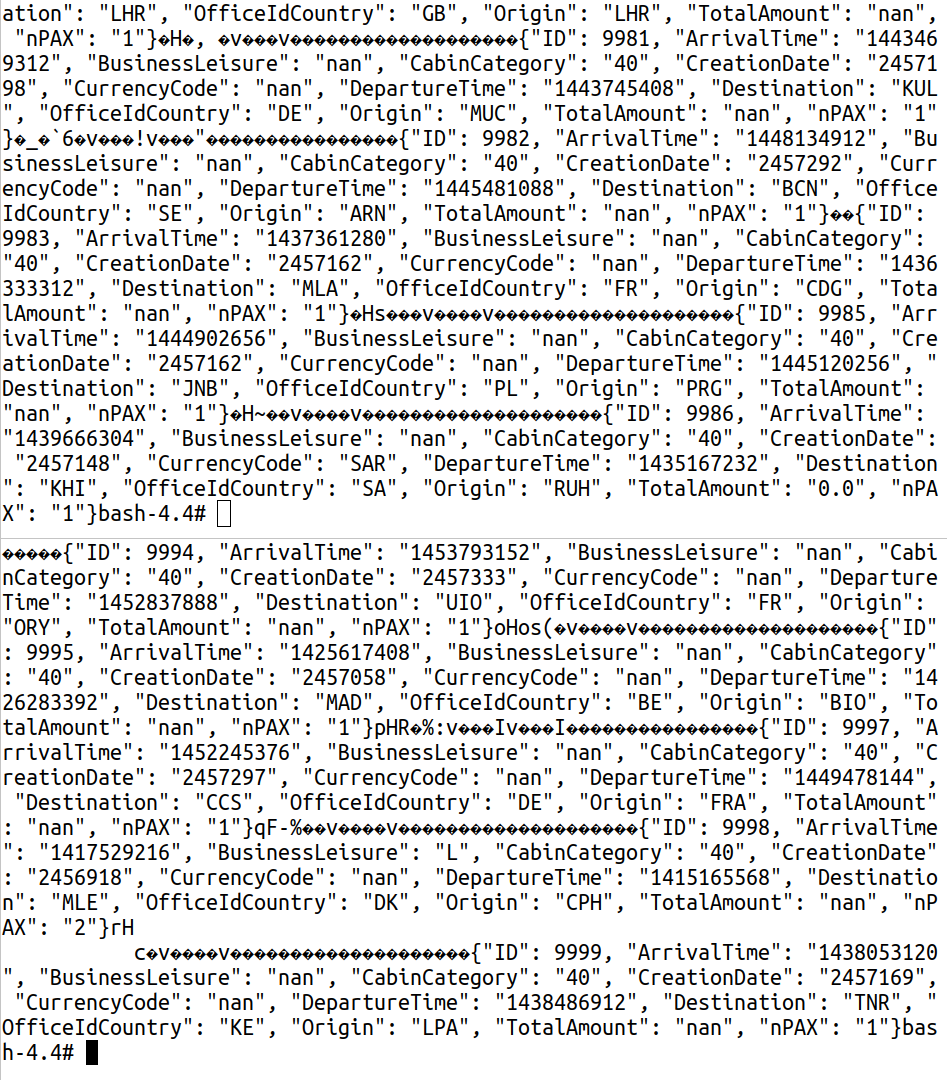 ation": "LHR", "OfficeIdCountry": "GB", "Origin": "LHR", "TotalAmount": "nan",
 "nPAX": "1"}�H�, �v���v�������������������{"ID": 9981, "ArrivalTime": "144346
9312", "BusinessLeisure": "nan", "CabinCategory": "40", "CreationDate": "24571
98", "CurrencyCode": "nan", "DepartureTime": "1443745408", "Destination": "KUL
", "OfficeIdCountry": "DE", "Origin": "MUC", "TotalAmount": "nan", "nPAX": "1"
}�_�`6�v���!v���"����������������{"ID": 9982, "ArrivalTime": "1448134912", "Bu
sinessLeisure": "nan", "CabinCategory": "40", "CreationDate": "2457292", "Curr
encyCode": "nan", "DepartureTime": "1445481088", "Destination": "BCN", "Office
IdCountry": "SE", "Origin": "ARN", "TotalAmount": "nan", "nPAX": "1"}��{"ID":
9983, "ArrivalTime": "1437361280", "BusinessLeisure": "nan", "CabinCategory":
"40", "CreationDate": "2457162", "CurrencyCode": "nan", "DepartureTime": "1436
333312", "Destination": "MLA", "OfficeIdCountry": "FR", "Origin": "CDG", "Tota
lAmount": "nan", "nPAX": "1"}�Hs���v����v��������������������{"ID": 9985, "Arr
ivalTime": "1444902656", "BusinessLeisure": "nan", "CabinCategory": "40", "Cre
ationDate": "2457162", "CurrencyCode": "nan", "DepartureTime": "1445120256", "
Destination": "JNB", "OfficeIdCountry": "PL", "Origin": "PRG", "TotalAmount":
"nan", "nPAX": "1"}�H~��v����v��������������������{"ID": 9986, "ArrivalTime":
"1439666304", "BusinessLeisure": "nan", "CabinCategory": "40", "CreationDate":
 "2457148", "CurrencyCode": "SAR", "DepartureTime": "1435167232", "Destination
": "KHI", "OfficeIdCountry": "SA", "Origin": "RUH", "TotalAmount": "0.0", "nPA
X": "1"}bash-4.4#
�����{"ID": 9994, "ArrivalTime": "1453793152", "BusinessLeisure": "nan", "Cabi
nCategory": "40", "CreationDate": "2457333", "CurrencyCode": "nan", "Departure
Time": "1452837888", "Destination": "UIO", "OfficeIdCountry": "FR", "Origin":
"ORY", "TotalAmount": "nan", "nPAX": "1"}oHos(�v����v��������������������{"ID"
: 9995, "ArrivalTime": "1425617408", "BusinessLeisure": "nan", "CabinCategory"
: "40", "CreationDate": "2457058", "CurrencyCode": "nan", "DepartureTime": "14
26283392", "Destination": "MAD", "OfficeIdCountry": "BE", "Origin": "BIO", "To
talAmount": "nan", "nPAX": "1"}pHR�%:v���Iv���I����������������{"ID": 9997, "A
rrivalTime": "1452245376", "BusinessLeisure": "nan", "CabinCategory": "40", "C
reationDate": "2457297", "CurrencyCode": "nan", "DepartureTime": "1449478144",
 "Destination": "CCS", "OfficeIdCountry": "DE", "Origin": "FRA", "TotalAmount"
: "nan", "nPAX": "1"}qF-%��v����v��������������������{"ID": 9998, "ArrivalTime
": "1417529216", "BusinessLeisure": "L", "CabinCategory": "40", "CreationDate"
: "2456918", "CurrencyCode": "nan", "DepartureTime": "1415165568", "Destinatio
n": "MLE", "OfficeIdCountry": "DK", "Origin": "CPH", "TotalAmount": "nan", "nP
AX": "2"}rH
c�v����v��������������������{"ID": 9999, "ArrivalTime": "1438053120
", "BusinessLeisure": "nan", "CabinCategory": "40", "CreationDate": "2457169",
 "CurrencyCode": "nan", "DepartureTime": "1438486912", "Destination": "TNR", "
OfficeIdCountry": "KE", "Origin": "LPA", "TotalAmount": "nan", "nPAX": "1"}bas
h-4.4#